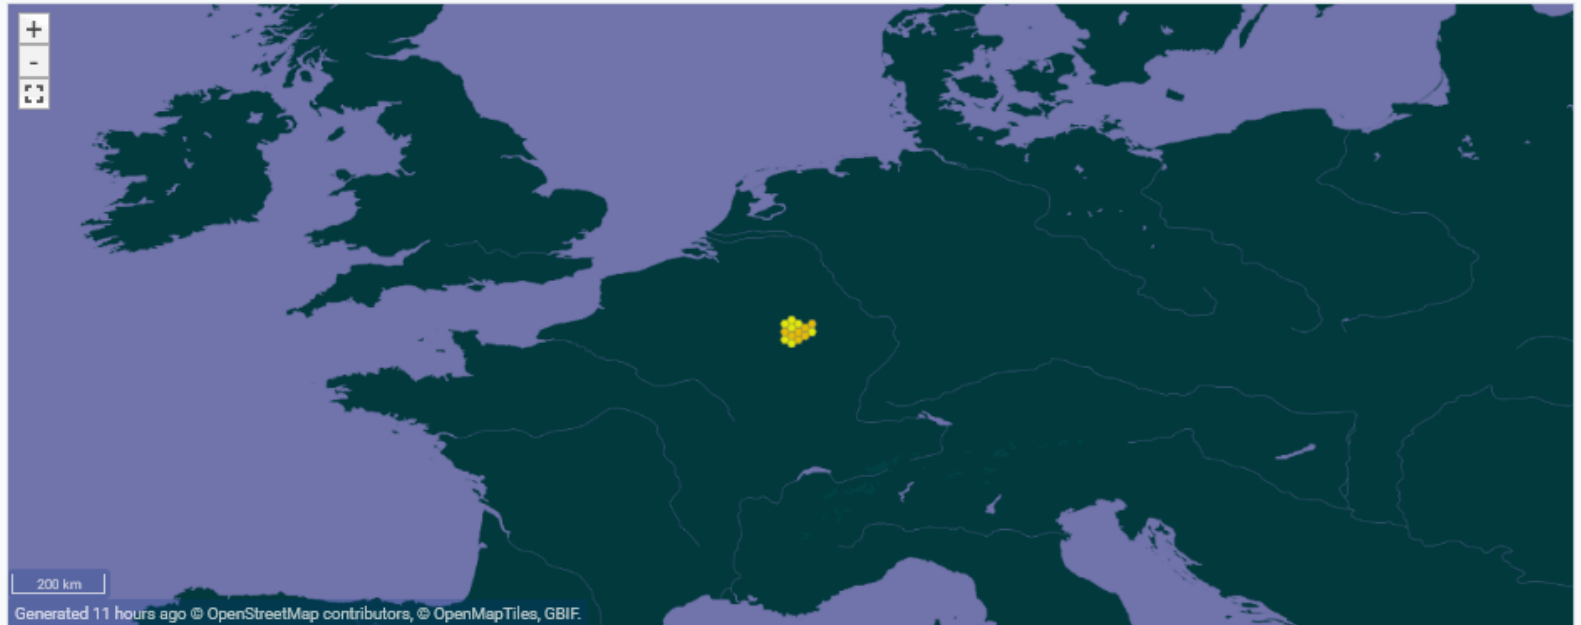 +
-
200 km
Generated 11 hours ago © OpenStreetMap contributors, © OpenMapTiles, GBIF.